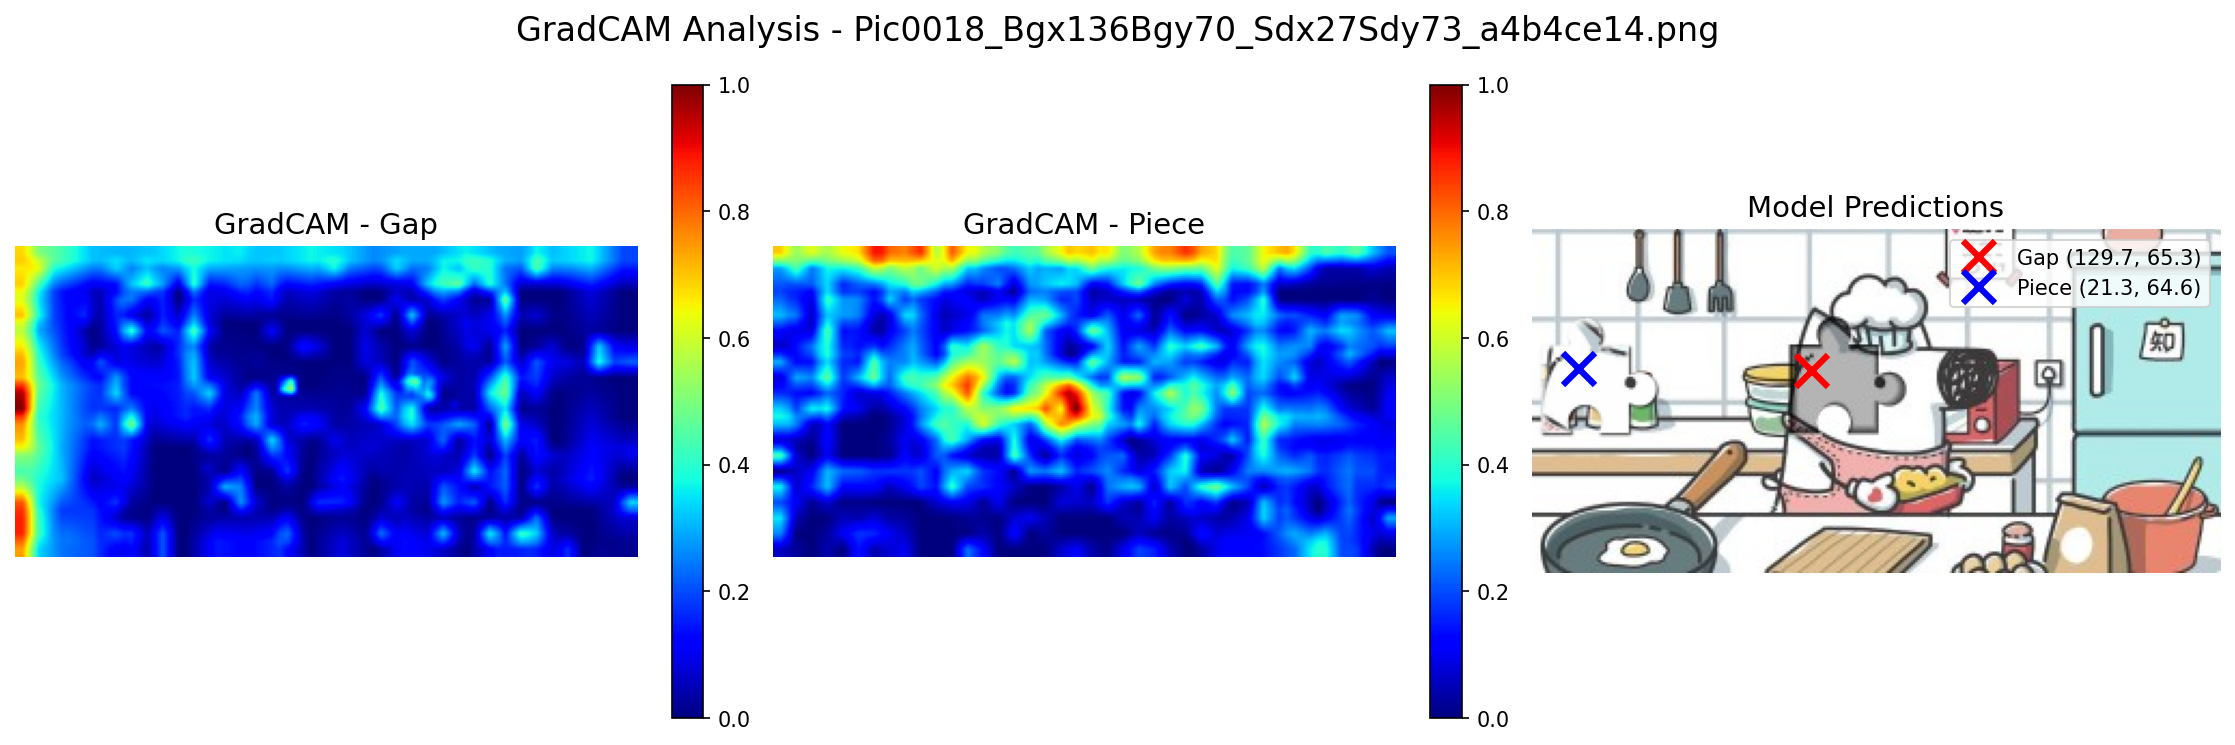 GradCAM Analysis - Pic0018_Bgx136Bgy70_Sdx27Sdy73_a4b4ce14.png
GradCAM - Gap
1.0
0.8
0.6
0.4
0.2
0.0
GradCAM - Piece
1.0
0.8
0.6
0.4
0.2
0.0
Model Predictions
Gap (129.7, 65.3)
Piece (21.3, 64.6)
知